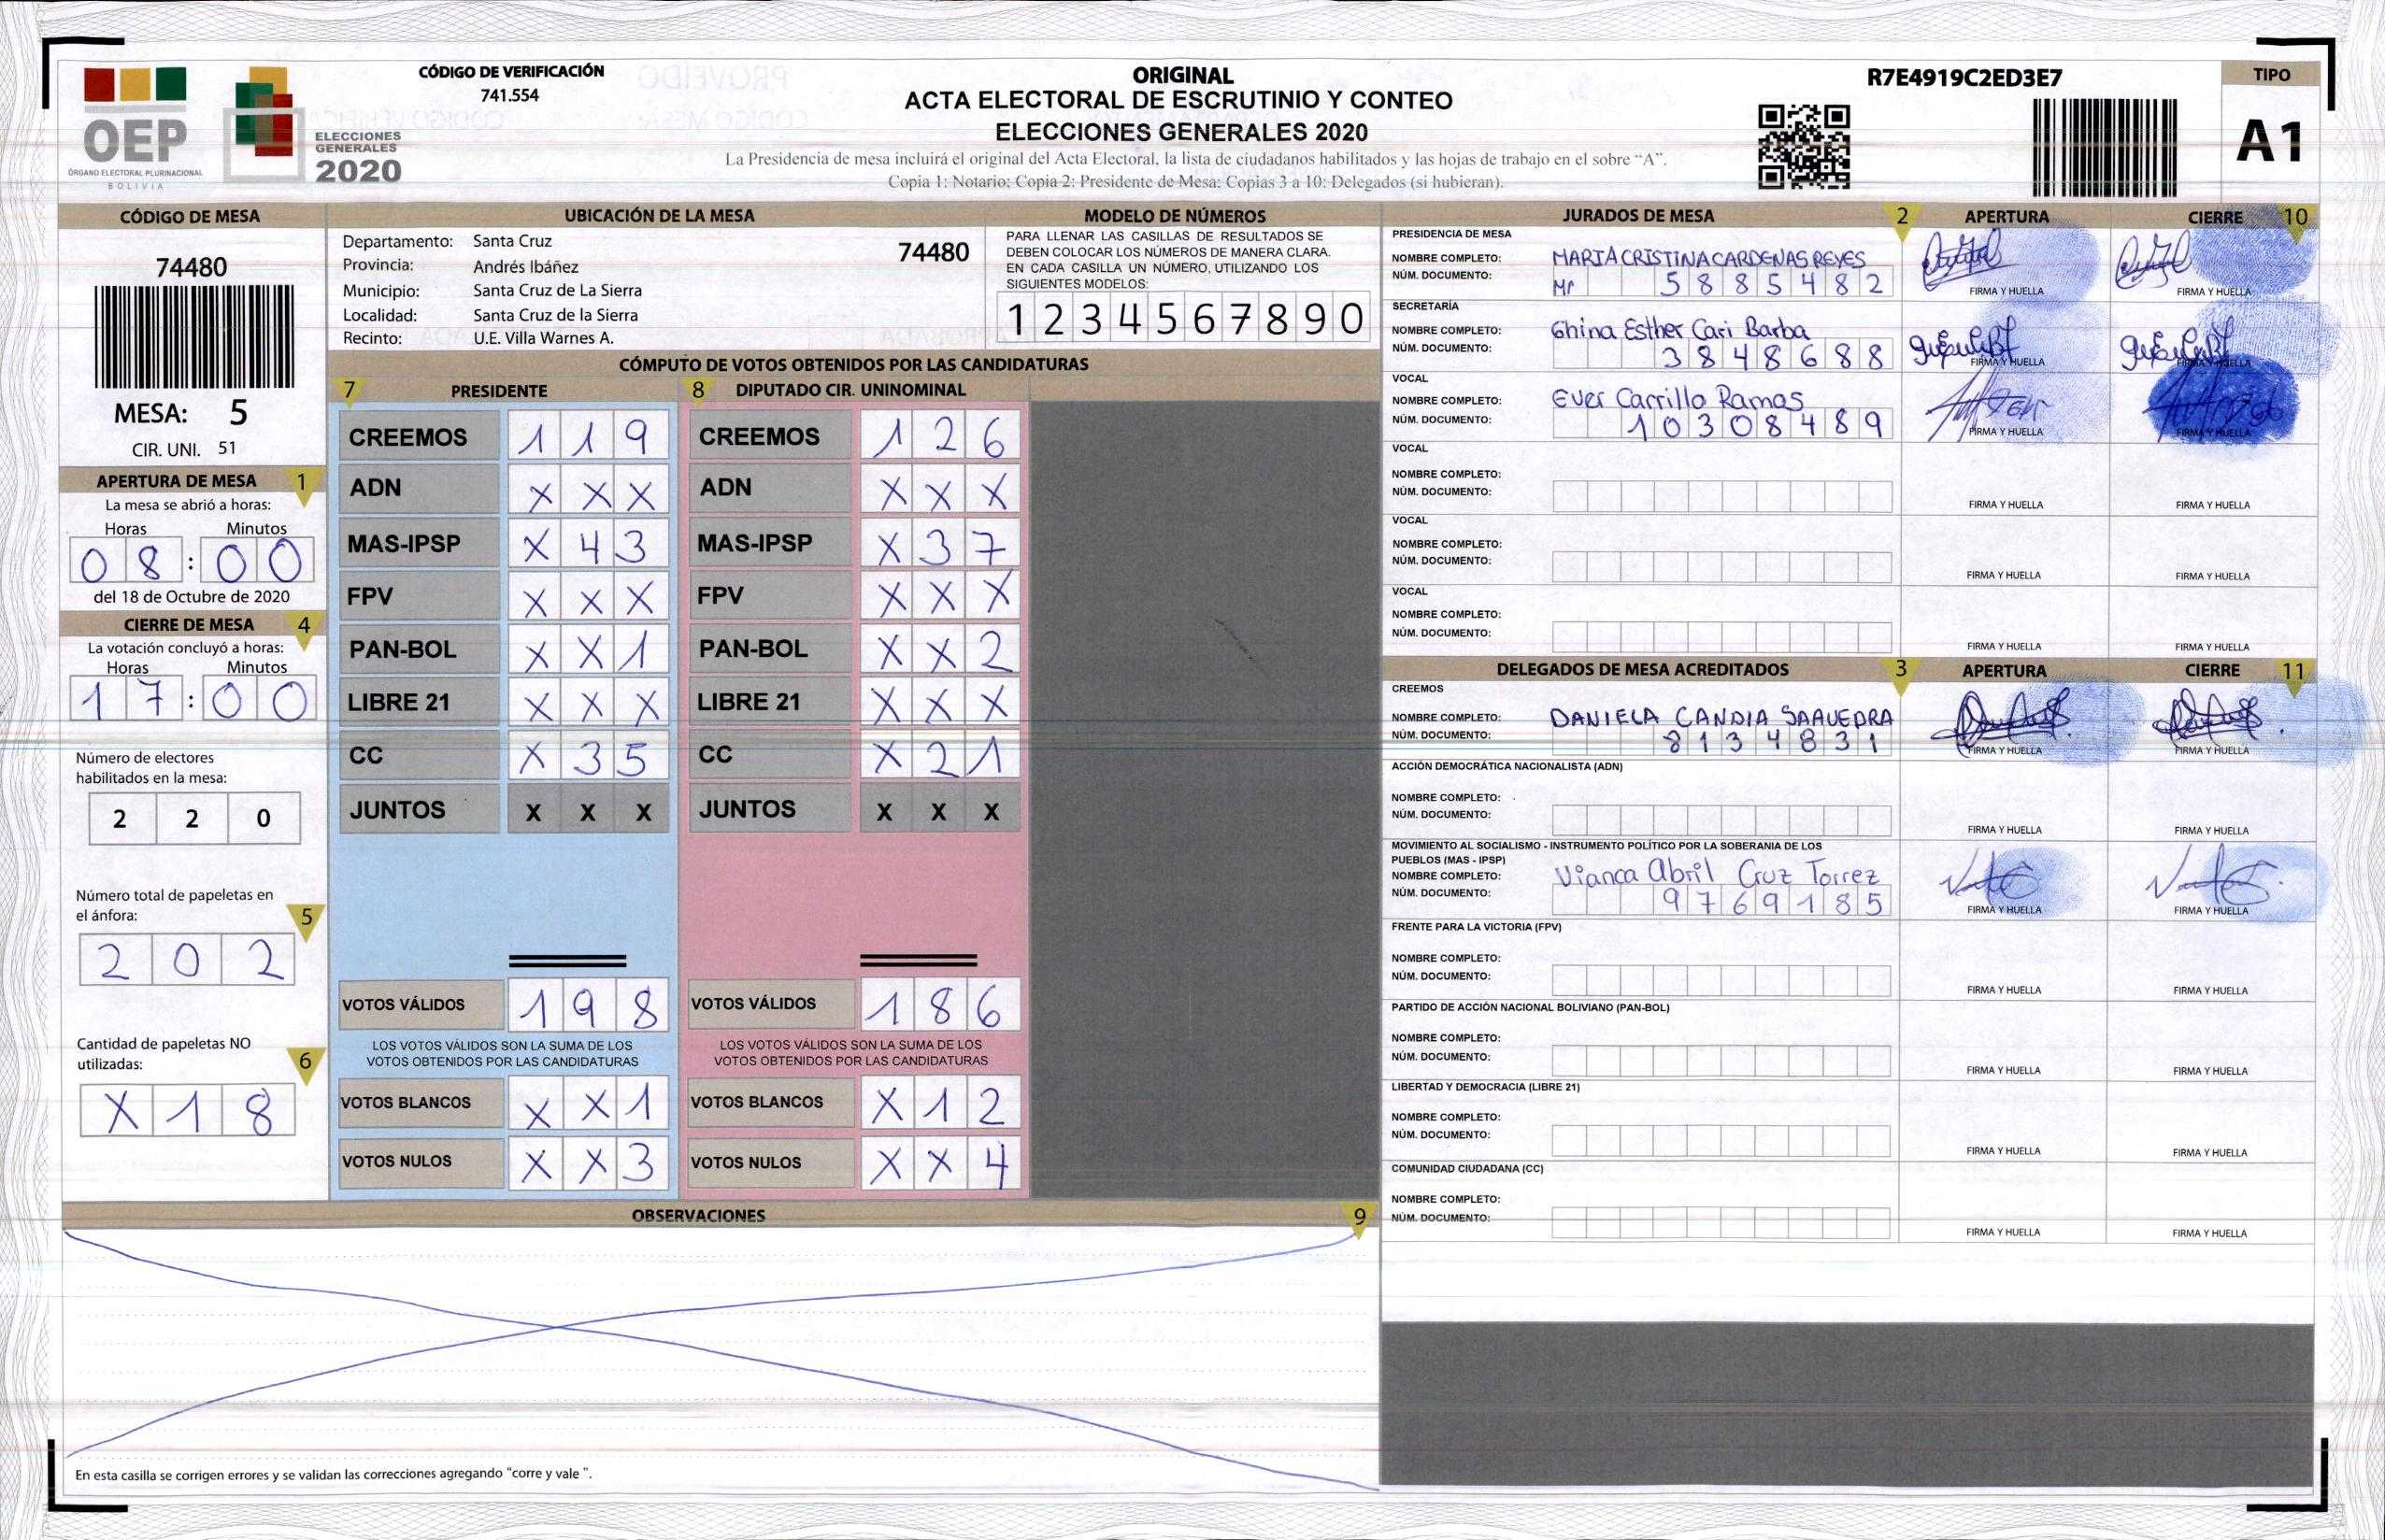 OEP
ÓRGANO ELECTORAL PLURINACIONAL
BOLIVIA
ELECCIONES
GENERALES
2020
CÓDIGO DE VERIFICACIÓN
741.554
ORIGINAL
ACTA ELECTORAL DE ESCRUTINIO Y CONTEO
ELECCIONES GENERALES 2020
La Presidencia de mesa incluirá el original del Acta Electoral, la lista de ciudadanos habilitados y las hojas de trabajo en el sobre “A”.
Copia 1: Notario; Copia 2: Presidente de Mesa; Copias 3 a 10: Delegados (si hubieran).
R7E4919C2ED3E7
TIPO
A1
CÓDIGO DE MESA
74480
MESA: 5
CIR. UNI. 51
APERTURA DE MESA 1
La mesa se abrió a horas:
Horas Minutos
0 8 : 0 0
del 18 de Octubre de 2020
CIERRE DE MESA 4
La votación concluyó a horas:
Horas Minutos
1 7 : 0 0
Número de electores
habilitados en la mesa:
2 2 0
Número total de papeletas en
el ánfora: 5
2 0 2
Cantidad de papeletas NO
utilizadas: 6
X 1 8
UBICACIÓN DE LA MESA
Departamento: Santa Cruz 74480
Provincia: Andrés Ibáñez
Municipio: Santa Cruz de La Sierra
Localidad: Santa Cruz de la Sierra
Recinto: U.E. Villa Warnes A.
MODELO DE NÚMEROS
PARA LLENAR LAS CASILLAS DE RESULTADOS SE
DEBEN COLOCAR LOS NÚMEROS DE MANERA CLARA.
EN CADA CASILLA UN NÚMERO, UTILIZANDO LOS
SIGUIENTES MODELOS:
1 2 3 4 5 6 7 8 9 0
CÓMPUTO DE VOTOS OBTENIDOS POR LAS CANDIDATURAS
7 PRESIDENTE 8 DIPUTADO CIR. UNINOMINAL
CREEMOS 1 1 9 CREEMOS 1 2 6
ADN X X X ADN X X X
MAS-IPSP X 4 3 MAS-IPSP X 3 7
FPV X X X FPV X X X
PAN-BOL X X 1 PAN-BOL X X 2
LIBRE 21 X X X LIBRE 21 X X X
CC X 3 5 CC X 2 1
JUNTOS X X X JUNTOS X X X
VOTOS VÁLIDOS 1 9 8 VOTOS VÁLIDOS 1 8 6
LOS VOTOS VÁLIDOS SON LA SUMA DE LOS LOS VOTOS VÁLIDOS SON LA SUMA DE LOS
VOTOS OBTENIDOS POR LAS CANDIDATURAS VOTOS OBTENIDOS POR LAS CANDIDATURAS
VOTOS BLANCOS X X 1 VOTOS BLANCOS X 1 2
VOTOS NULOS X X 3 VOTOS NULOS X X 4
OBSERVACIONES 9
En esta casilla se corrigen errores y se validan las correcciones agregando "corre y vale ".
JURADOS DE MESA 2 APERTURA CIERRE 10
PRESIDENCIA DE MESA
NOMBRE COMPLETO: MARIA CRISTINA CARDENAS REYES
NÚM. DOCUMENTO: 5 8 8 5 4 8 2 FIRMA Y HUELLA FIRMA Y HUELLA
SECRETARÍA
NOMBRE COMPLETO: Ghina Esther Cari Barba
NÚM. DOCUMENTO: 3 8 4 8 6 8 8 FIRMA Y HUELLA FIRMA Y HUELLA
VOCAL
NOMBRE COMPLETO: Ever Carrillo Ramos
NÚM. DOCUMENTO: 1 0 3 0 8 4 8 9 FIRMA Y HUELLA FIRMA Y HUELLA
VOCAL
NOMBRE COMPLETO:
NÚM. DOCUMENTO: FIRMA Y HUELLA FIRMA Y HUELLA
VOCAL
NOMBRE COMPLETO:
NÚM. DOCUMENTO: FIRMA Y HUELLA FIRMA Y HUELLA
VOCAL
NOMBRE COMPLETO:
NÚM. DOCUMENTO: FIRMA Y HUELLA FIRMA Y HUELLA
DELEGADOS DE MESA ACREDITADOS 3 APERTURA CIERRE 11
CREEMOS
NOMBRE COMPLETO: DANIELA CANDIA SAAVEDRA
NÚM. DOCUMENTO: 8 1 3 4 8 3 1 FIRMA Y HUELLA FIRMA Y HUELLA
ACCIÓN DEMOCRÁTICA NACIONALISTA (ADN)
NOMBRE COMPLETO:
NÚM. DOCUMENTO: FIRMA Y HUELLA FIRMA Y HUELLA
MOVIMIENTO AL SOCIALISMO - INSTRUMENTO POLÍTICO POR LA SOBERANIA DE LOS
PUEBLOS (MAS - IPSP)
NOMBRE COMPLETO: Vianca Abril Cruz Torrez
NÚM. DOCUMENTO: 9 7 6 9 1 8 5 FIRMA Y HUELLA FIRMA Y HUELLA
FRENTE PARA LA VICTORIA (FPV)
NOMBRE COMPLETO:
NÚM. DOCUMENTO: FIRMA Y HUELLA FIRMA Y HUELLA
PARTIDO DE ACCIÓN NACIONAL BOLIVIANO (PAN-BOL)
NOMBRE COMPLETO:
NÚM. DOCUMENTO: FIRMA Y HUELLA FIRMA Y HUELLA
LIBERTAD Y DEMOCRACIA (LIBRE 21)
NOMBRE COMPLETO:
NÚM. DOCUMENTO: FIRMA Y HUELLA FIRMA Y HUELLA
COMUNIDAD CIUDADANA (CC)
NOMBRE COMPLETO:
NÚM. DOCUMENTO: FIRMA Y HUELLA FIRMA Y HUELLA